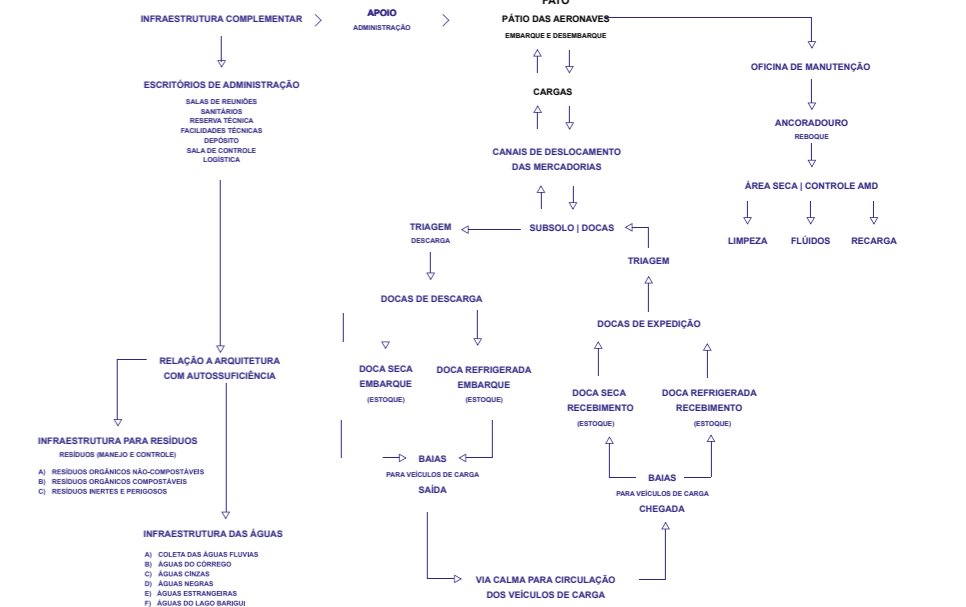 FATO
INFRAESTRUTURA COMPLEMENTAR
APOIO
ADMINISTRAÇÃO
PÁTIO DAS AERONAVES
EMBARQUE E DESEMBARQUE
OFICINA DE MANUTENÇÃO
ANCORADOURO
REBOQUE
ÁREA SECA | CONTROLE AMD
LIMPEZA
FLÚIDOS
RECARGA
CARGAS
CANAIS DE DESLOCAMENTO
DAS MERCADORIAS
SUBSOLO | DOCAS
TRIAGEM
DESCARGA
DOCAS DE DESCARGA
DOCA SECA
EMBARQUE
(ESTOQUE)
DOCA REFRIGERADA
EMBARQUE
(ESTOQUE)
BAIAS
PARA VEÍCULOS DE CARGA
SAÍDA
VIA CALMA PARA CIRCULAÇÃO
DOS VEÍCULOS DE CARGA
TRIAGEM
DOCAS DE EXPEDIÇÃO
DOCA SECA
RECEBIMENTO
(ESTOQUE)
DOCA REFRIGERADA
RECEBIMENTO
(ESTOQUE)
BAIAS
PARA VEÍCULOS DE CARGA
CHEGADA
ESCRITÓRIOS DE ADMINISTRAÇÃO
SALAS DE REUNIÕES
SANITÁRIOS
RESERVA TÉCNICA
FACILIDADES TÉCNICAS
DEPÓSITO
SALA DE CONTROLE
LOGÍSTICA
RELAÇÃO A ARQUITETURA
COM AUTOSSUFICIÊNCIA
INFRAESTRUTURA PARA RESÍDUOS
RESÍDUOS (MANEJO E CONTROLE)
A) RESÍDUOS ORGÂNICOS NÃO-COMPOSTÁVEIS
B) RESÍDUOS ORGÂNICOS COMPOSTÁVEIS
C) RESÍDUOS INERTES E PERIGOSOS
INFRAESTRUTURA DAS ÁGUAS
A) COLETA DAS ÁGUAS FLUVIAS
B) ÁGUAS DO CÓRREGO
C) ÁGUAS CINZAS
D) ÁGUAS NEGRAS
E) ÁGUAS ESTRANGEIRAS
F) ÁGUAS DO LAGO BARIGUI